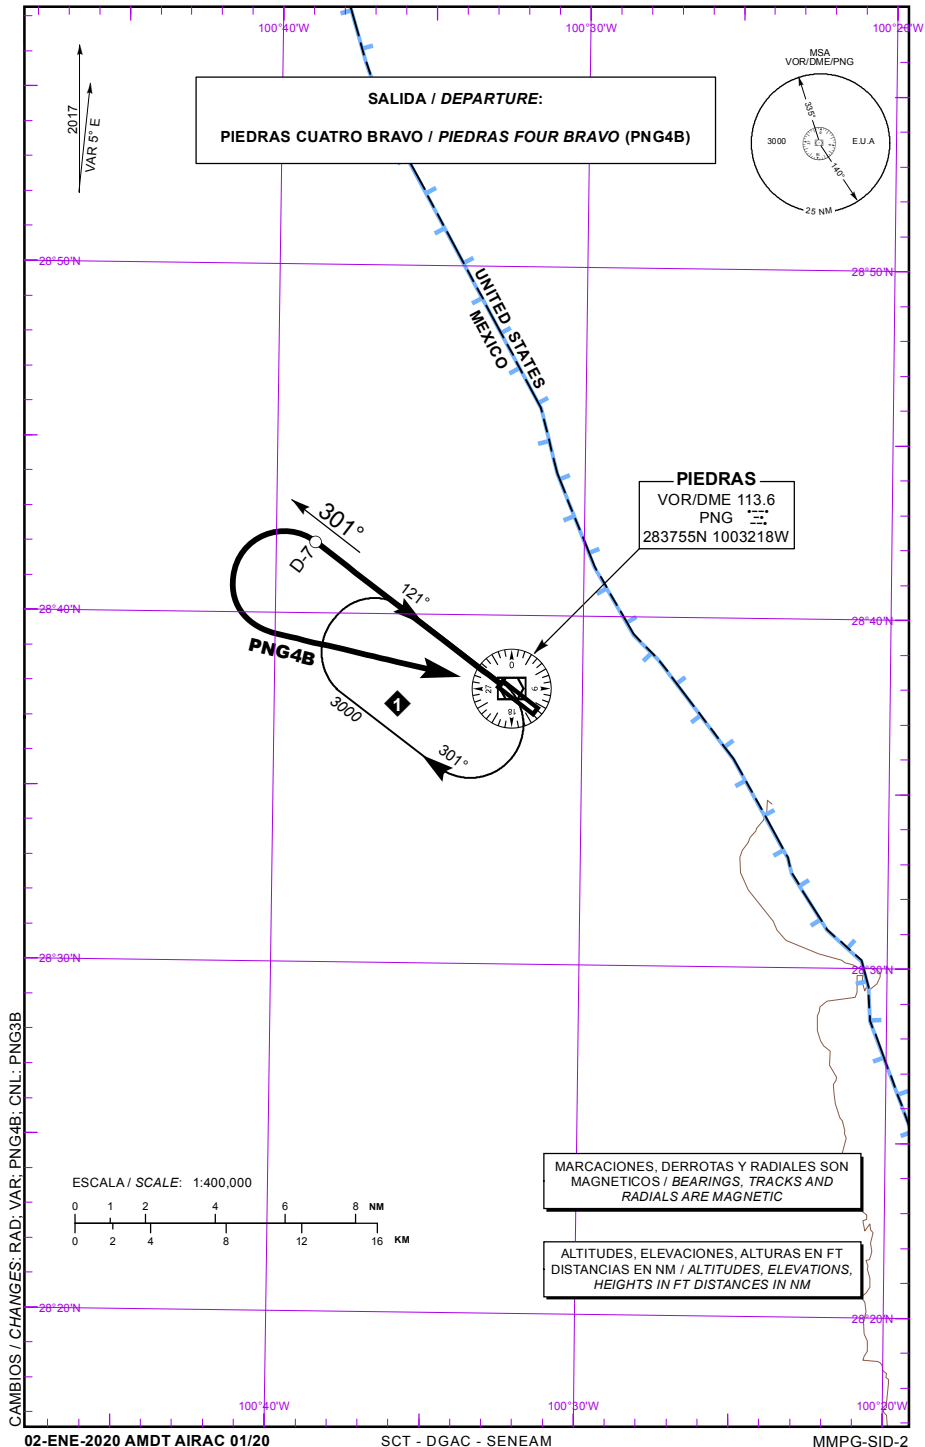 100°40'W
100°30'W
100°20'W
2017
VAR 5° E
SALIDA / DEPARTURE:
PIEDRAS CUATRO BRAVO / PIEDRAS FOUR BRAVO (PNG4B)
MSA
VOR/DME/PNG
335°
3000
E.U.A
140°
25 NM
28°50'N
28°50'N
UNITED STATES
MEXICO
PIEDRAS
VOR/DME 113.6
PNG
283755N 1003218W
301°
D-7
121°
28°40'N
28°40'N
PNG4B
0
9
18
27
1
3000
301°
28°30'N
28°30'N
CAMBIOS / CHANGES: RAD; VAR; PNG4B; CNL: PNG3B
ESCALA / SCALE: 1:400,000
0 1 2 4 6 8 NM
0 2 4 8 12 16 KM
MARCACIONES, DERROTAS Y RADIALES SON
MAGNETICOS / BEARINGS, TRACKS AND
RADIALS ARE MAGNETIC
ALTITUDES, ELEVACIONES, ALTURAS EN FT
DISTANCIAS EN NM / ALTITUDES, ELEVATIONS,
HEIGHTS IN FT DISTANCES IN NM
28°20'N
28°20'N
100°40'W
100°30'W
100°20'W
02-ENE-2020 AMDT AIRAC 01/20
SCT - DGAC - SENEAM
MMPG-SID-2